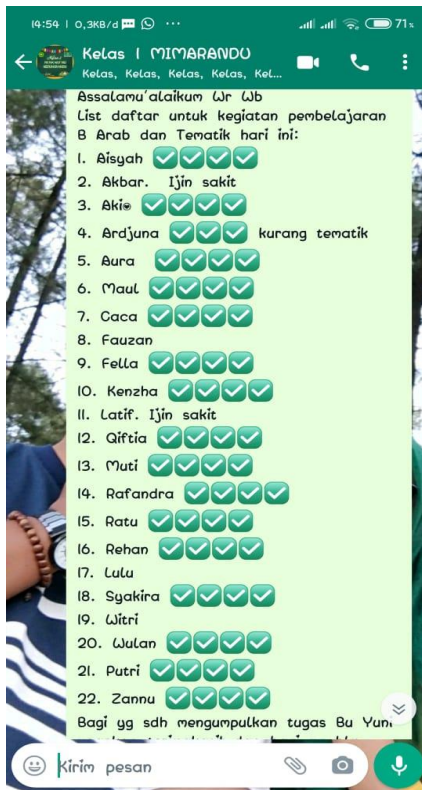 14:54 | 0,3KB/d ...
71%
Kelas 1 MIMARANDU
Kelas, Kelas, Kelas, Kelas, Kel...
Assalamu'alaikum Wr Wb
List daftar untuk kegiatan pembelajaran
B Arab dan Tematik hari ini:
1. Aisyah ✅✅✅✅
2. Akbar. Ijin sakit
3. Aki ✅✅✅✅
4. Ardjuna ✅✅✅ kurang tematik
5. Aura ✅✅✅✅
6. Maul ✅✅✅✅
7. Caca ✅✅✅✅
8. Fauzan
9. Fella ✅✅✅✅
10. Kenzha ✅✅✅✅
11. Latif. Ijin sakit
12. Qiftia ✅✅✅✅
13. Muti ✅✅✅✅
14. Rafandra ✅✅✅✅
15. Ratu ✅✅✅✅
16. Rehan ✅✅✅✅
17. Lulu
18. Syakira ✅✅✅✅
19. Witri
20. Wulan ✅✅✅✅
21. Putri ✅✅✅✅
22. Zannu ✅✅✅✅
Bagi yg sdh mengumpulkan tugas Bu Yuni
Kirim pesan